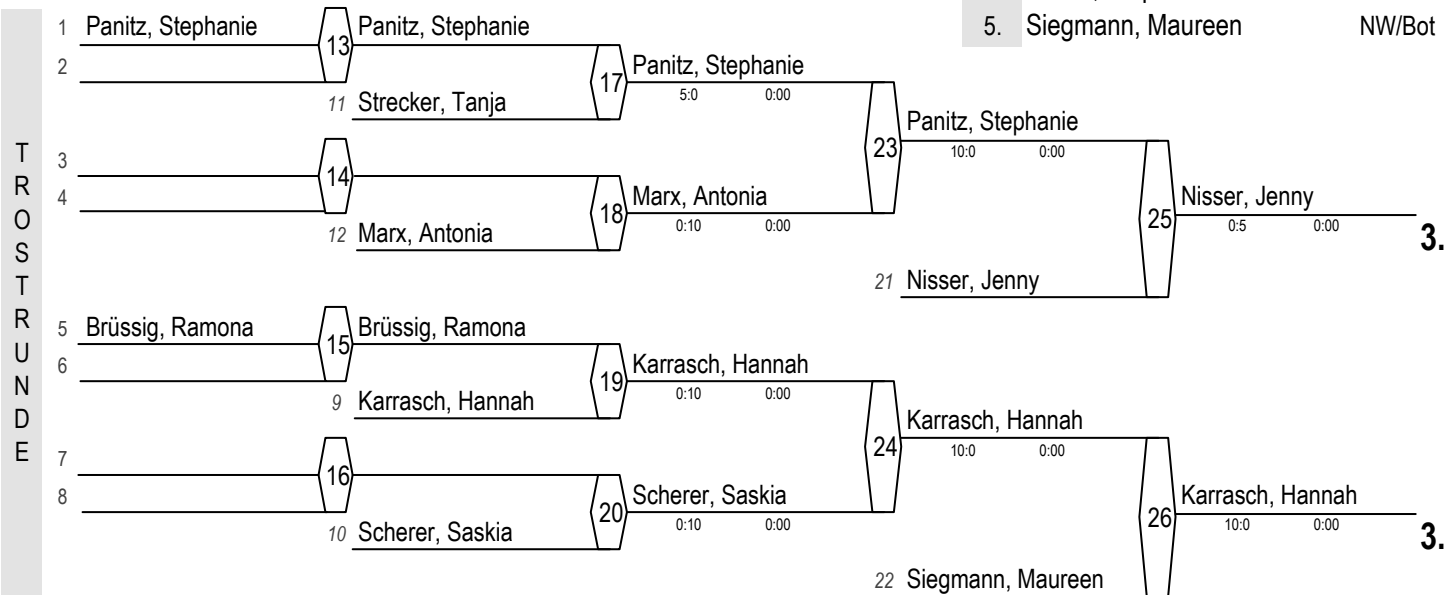 5. Siegmann, Maureen NW/Bot
TROSTRUNDE
1 Panitz, Stephanie 13 Panitz, Stephanie
2
17 Panitz, Stephanie
5:0 0:00
11 Strecker, Tanja
23 Panitz, Stephanie
10:0 0:00
3
14
4
18 Marx, Antonia
0:10 0:00
12 Marx, Antonia
25 Nisser, Jenny
0:5 0:00
3.
21 Nisser, Jenny
5 Brüssig, Ramona 15 Brüssig, Ramona
6
19 Karrasch, Hannah
0:10 0:00
9 Karrasch, Hannah
24 Karrasch, Hannah
10:0 0:00
7
16
8
20 Scherer, Saskia
0:10 0:00
10 Scherer, Saskia
26 Karrasch, Hannah
10:0 0:00
3.
22 Siegmann, Maureen